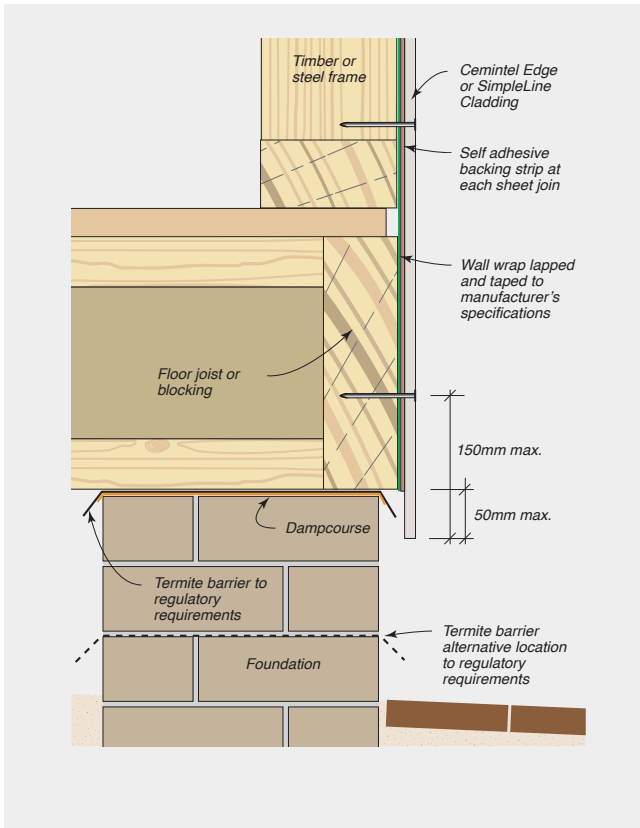 Timber or
steel frame
Cemintel Edge
or SimpleLine
Cladding
Self adhesive
backing strip at
each sheet join
Wall wrap lapped
and taped to
manufacturer's
specifications
Floor joist or
blocking
150mm max.
50mm max.
Dampcourse
Termite barrier to
regulatory
requirements
Termite barrier
alternative location
to regulatory
requirements
Foundation